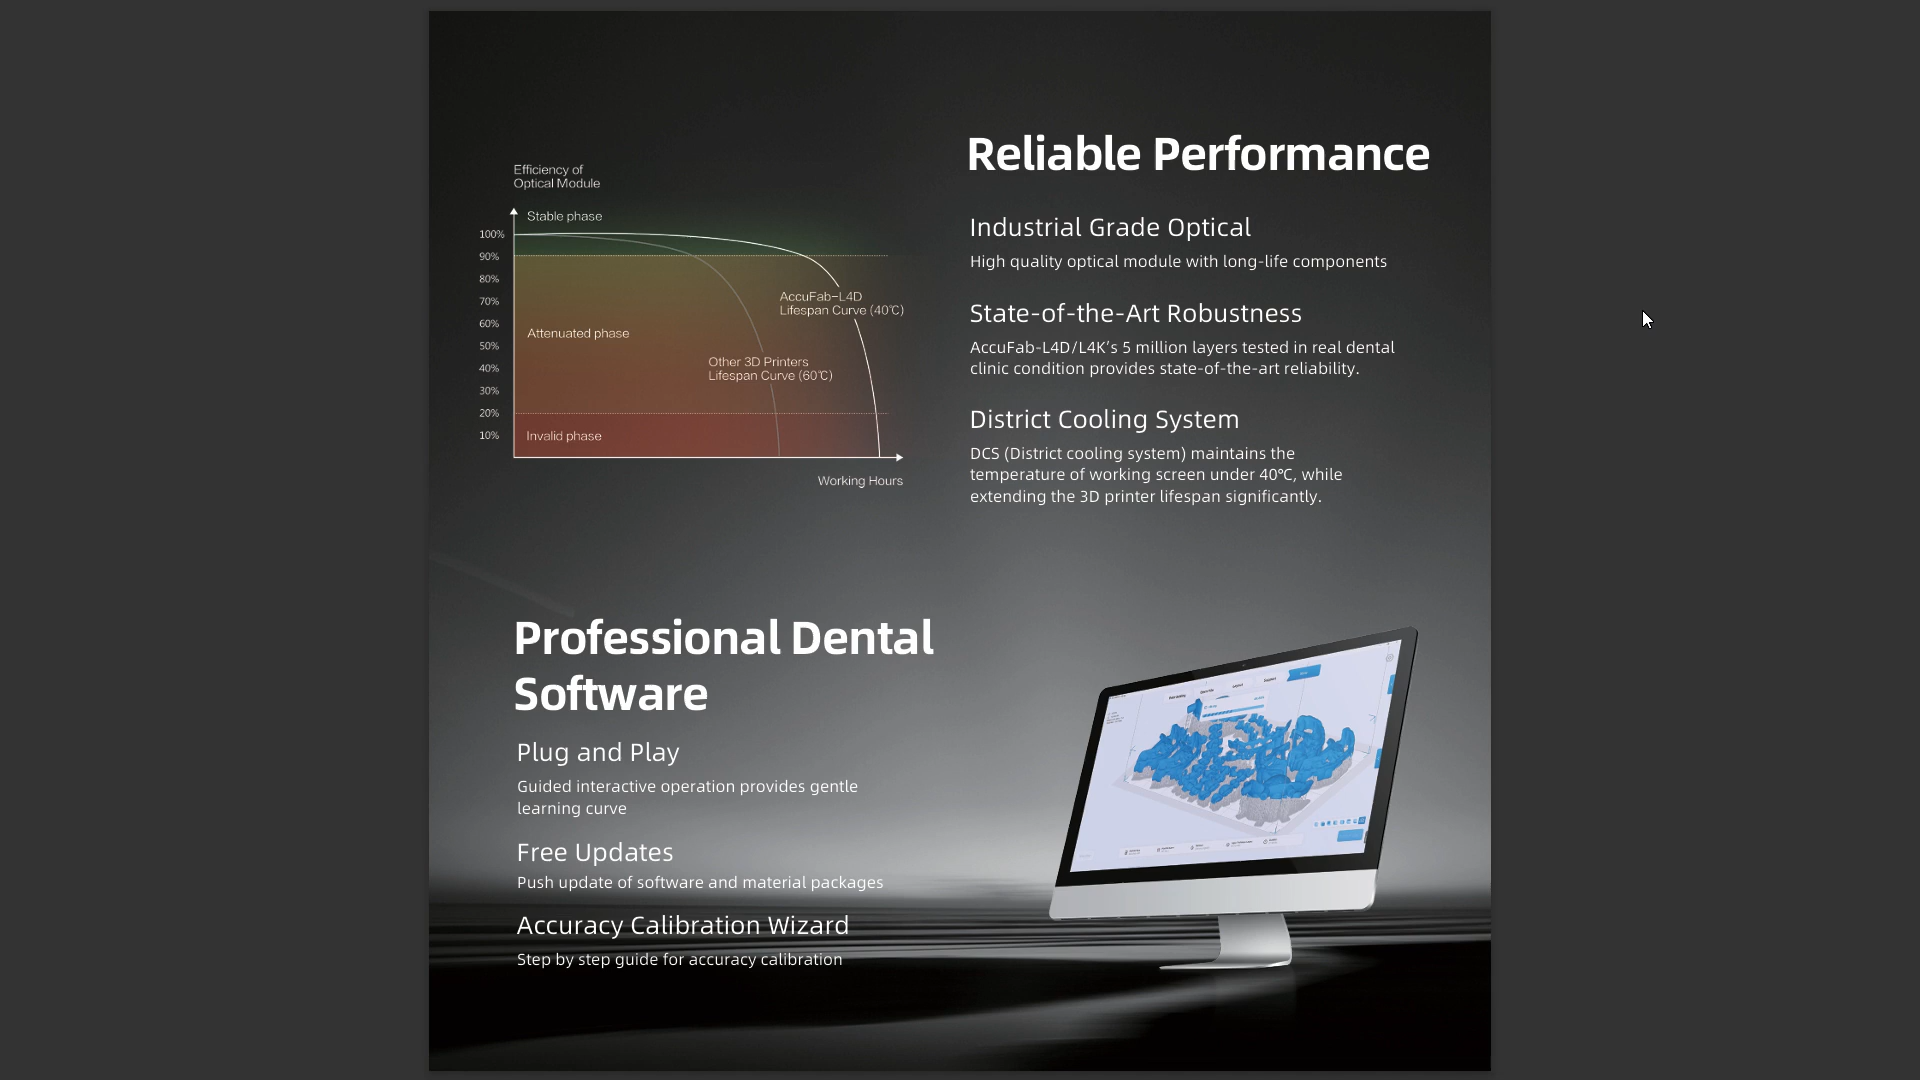 Efficiency of
Optical Module
Stable phase
100%
90%
80%
70%
60%
50%
40%
30%
20%
10%
Attenuated phase
Invalid phase
AccuFab-L4D
Lifespan Curve (40℃)
Other 3D Printers
Lifespan Curve (60℃)
Working Hours
Reliable Performance
Industrial Grade Optical
High quality optical module with long-life components
State-of-the-Art Robustness
AccuFab-L4D/L4K’s 5 million layers tested in real dental
clinic condition provides state-of-the-art reliability.
District Cooling System
DCS (District cooling system) maintains the
temperature of working screen under 40℃, while
extending the 3D printer lifespan significantly.
Professional Dental
Software
Plug and Play
Guided interactive operation provides gentle
learning curve
Free Updates
Push update of software and material packages
Accuracy Calibration Wizard
Step by step guide for accuracy calibration